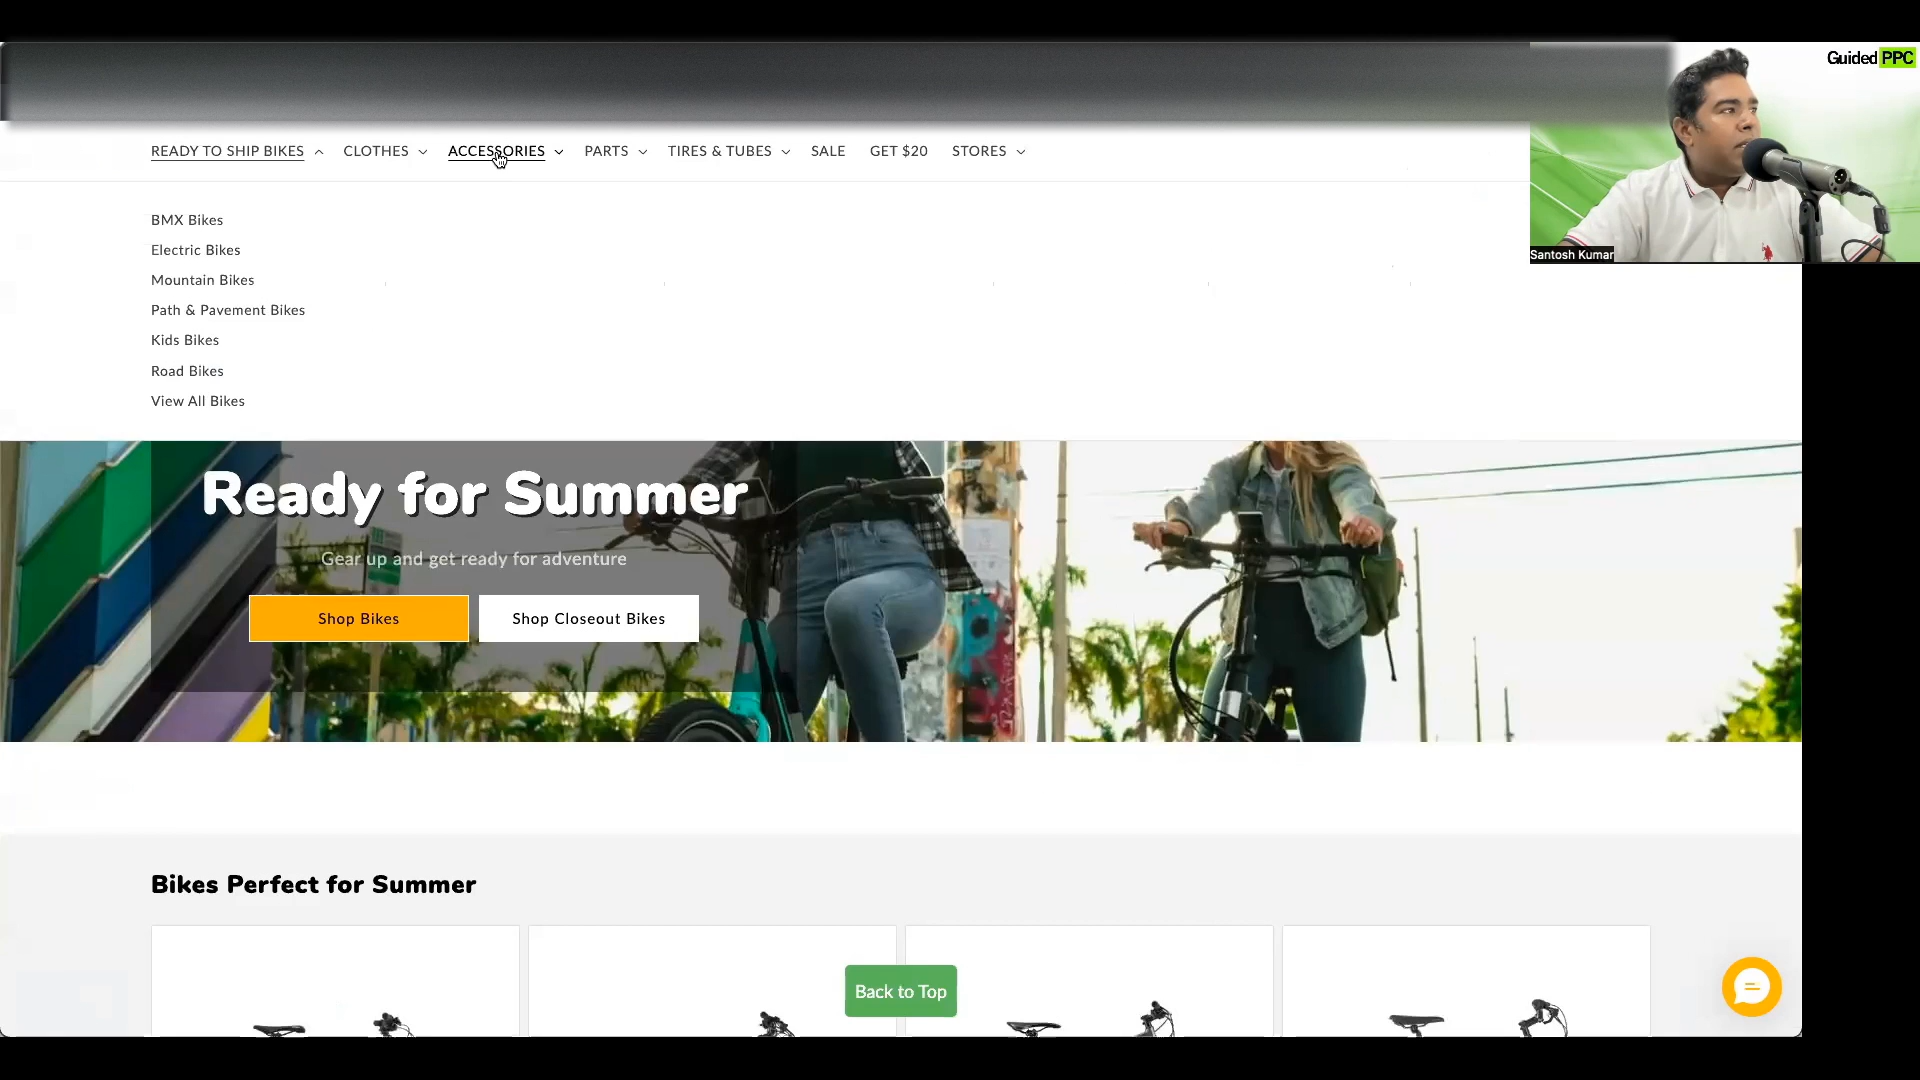 Guided PPC
READY TO SHIP BIKES CLOTHES ACCESSORIES PARTS TIRES & TUBES SALE GET $20 STORES
Santosh Kumar
BMX Bikes
Electric Bikes
Mountain Bikes
Path & Pavement Bikes
Kids Bikes
Road Bikes
View All Bikes
Ready for Summer
Gear up and get ready for adventure
Shop Bikes Shop Closeout Bikes
Bikes Perfect for Summer
Back to Top